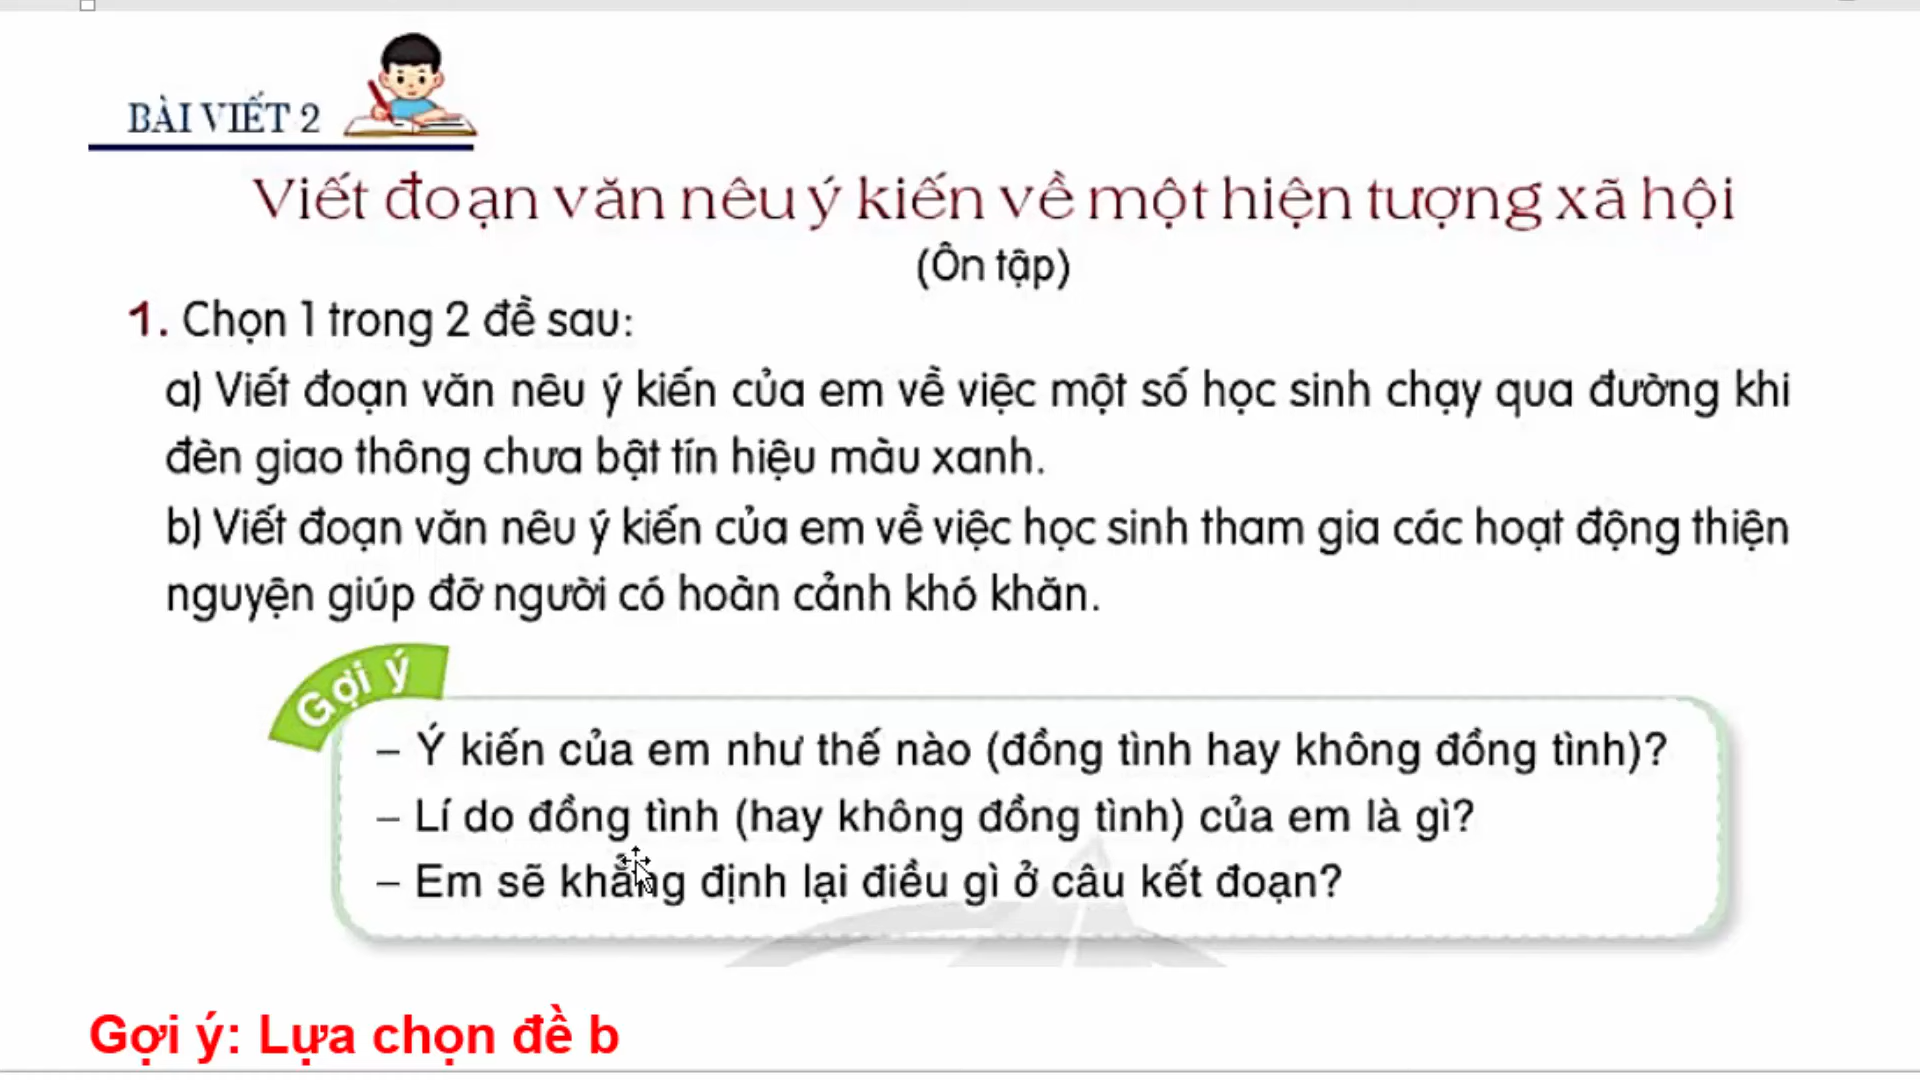 BÀI VIẾT 2
Viết đoạn văn nêu ý kiến về một hiện tượng xã hội
(Ôn tập)
1. Chọn 1 trong 2 đề sau:
a) Viết đoạn văn nêu ý kiến của em về việc một số học sinh chạy qua đường khi
đèn giao thông chưa bật tín hiệu màu xanh.
b) Viết đoạn văn nêu ý kiến của em về việc học sinh tham gia các hoạt động thiện
nguyện giúp đỡ người có hoàn cảnh khó khăn.
Gợi ý
– Ý kiến của em như thế nào (đồng tình hay không đồng tình)?
– Lí do đồng tình (hay không đồng tình) của em là gì?
– Em sẽ khẳng định lại điều gì ở câu kết đoạn?
Gợi ý: Lựa chọn đề b